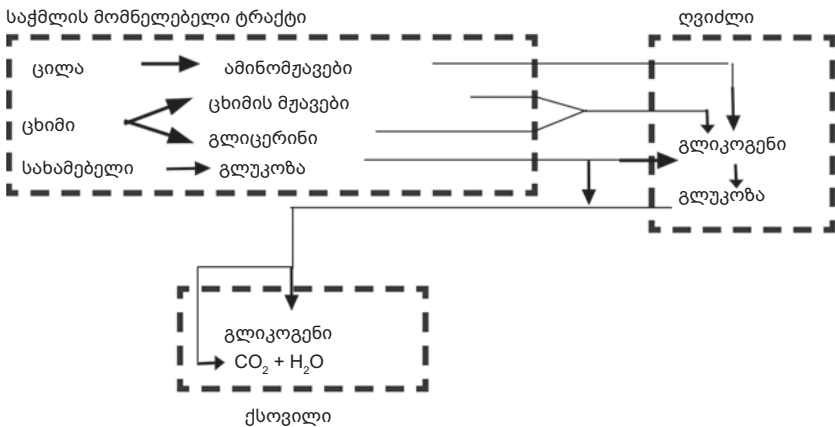 საჭმლის მომნელებელი ტრაქტი
ღვიძლი
ცილა
ამინომჟავები
ცხიმი
ცხიმის მჟავები
გლიცერინი
სახამებელი
გლუკოზა
გლიკოგენი
გლუკოზა
გლიკოგენი
CO₂ + H₂O
ქსოვილი